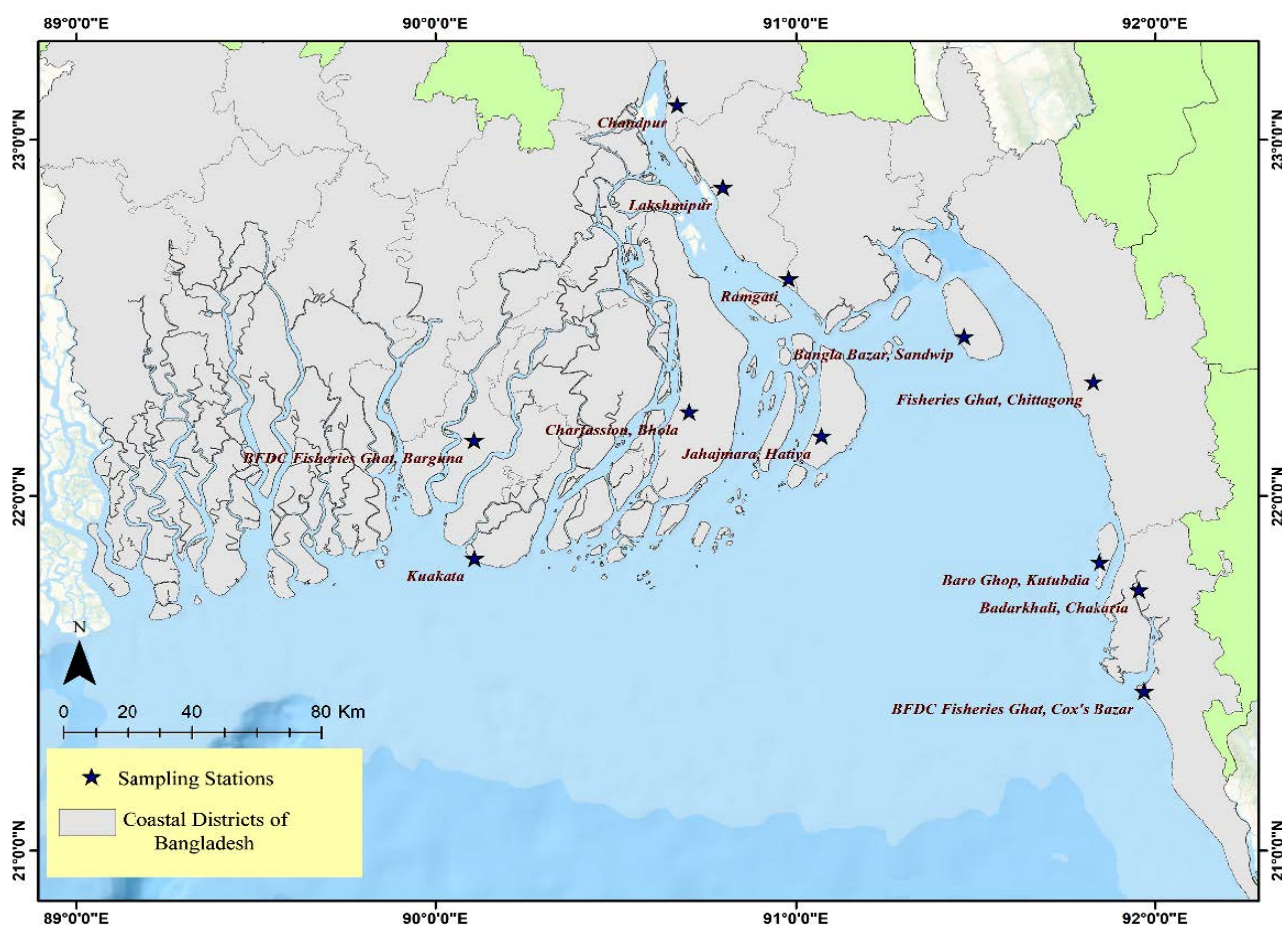 89°0'0"E 90°0'0"E 91°0'0"E 92°0'0"E
23°0'0"N 23°0'0"N
Chandpur
Lakshmipur
Ramgati
Bangla Bazar, Sandwip
Fisheries Ghat, Chittagong
Charfassion, Bhola
Jahajmara, Hatiya
BFDC Fisheries Ghat, Barguna
22°0'0"N 22°0'0"N
Kuakata
Baro Ghop, Kutubdia
Badarkhali, Chakaria
N
BFDC Fisheries Ghat, Cox's Bazar
0 20 40 80 Km
Sampling Stations
Coastal Districts of
Bangladesh
21°0'0"N 21°0'0"N
89°0'0"E 90°0'0"E 91°0'0"E 92°0'0"E